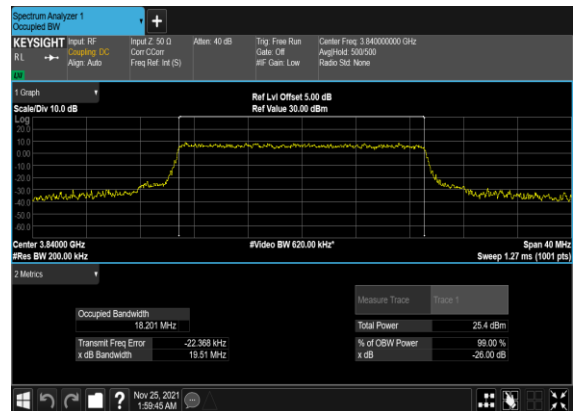 Spectrum Analyzer 1
Occupied BW
KEYSIGHT
RL
LW
Input: RF
Coupling: DC
Align: Auto
Input Z: 50 Ω
Corr CCorr
Freq Ref: Int (S)
Atten: 40 dB
Trig: Free Run
Gate: Off
#IF Gain: Low
Center Freq: 3.840000000 GHz
Avg|Hold: 500/500
Radio Std: None
1 Graph
Scale/Div 10.0 dB
Ref Lvl Offset 5.00 dB
Ref Value 30.00 dBm
Log
20.0
10.0
0.00
-10.0
-20.0
-30.0
-40.0
-50.0
-60.0
Center 3.84000 GHz
#Res BW 200.00 kHz
#Video BW 620.00 kHz*
Span 40 MHz
Sweep 1.27 ms (1001 pts)
2 Metrics
Measure Trace Trace 1
Occupied Bandwidth
18.201 MHz
Total Power 25.4 dBm
Transmit Freq Error -22.368 kHz
% of OBW Power 99.00 %
x dB Bandwidth 19.51 MHz
x dB -26.00 dB
?
Nov 25, 2021
1:59:45 AM